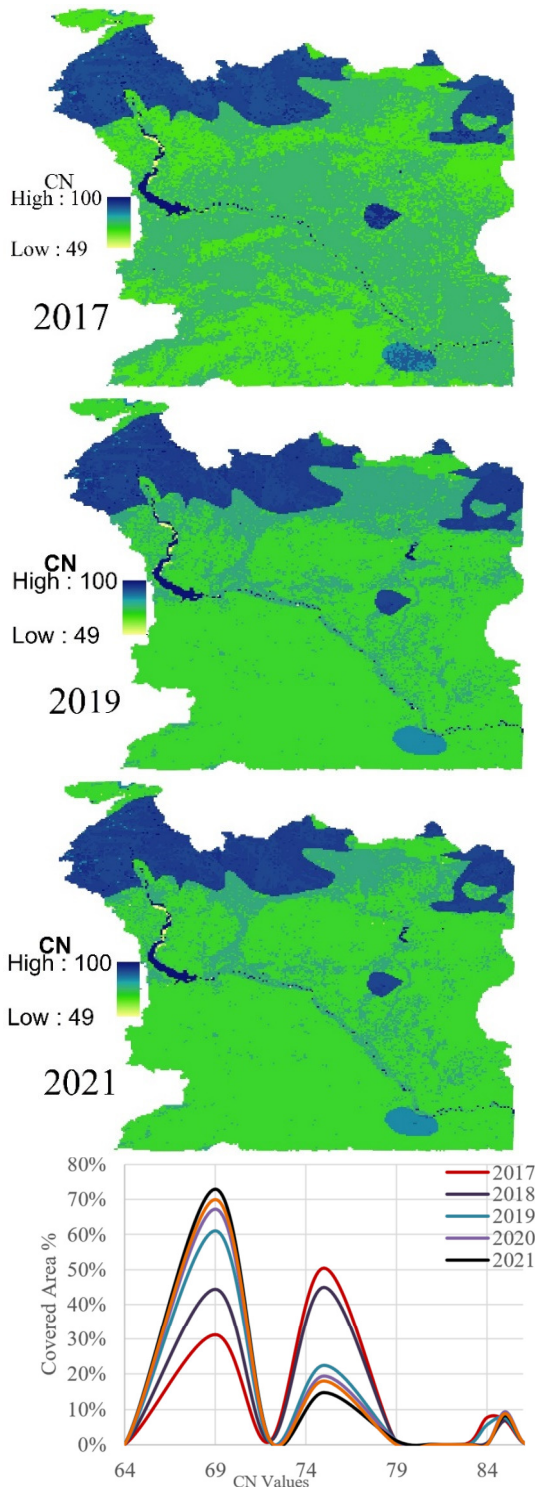 CN
High : 100
Low : 49
2017
CN
High : 100
Low : 49
2019
CN
High : 100
Low : 49
2021
80%
70%
60%
50%
40%
30%
20%
10%
0%
Covered Area %
64
69
74
79
84
CN Values
2017
2018
2019
2020
2021